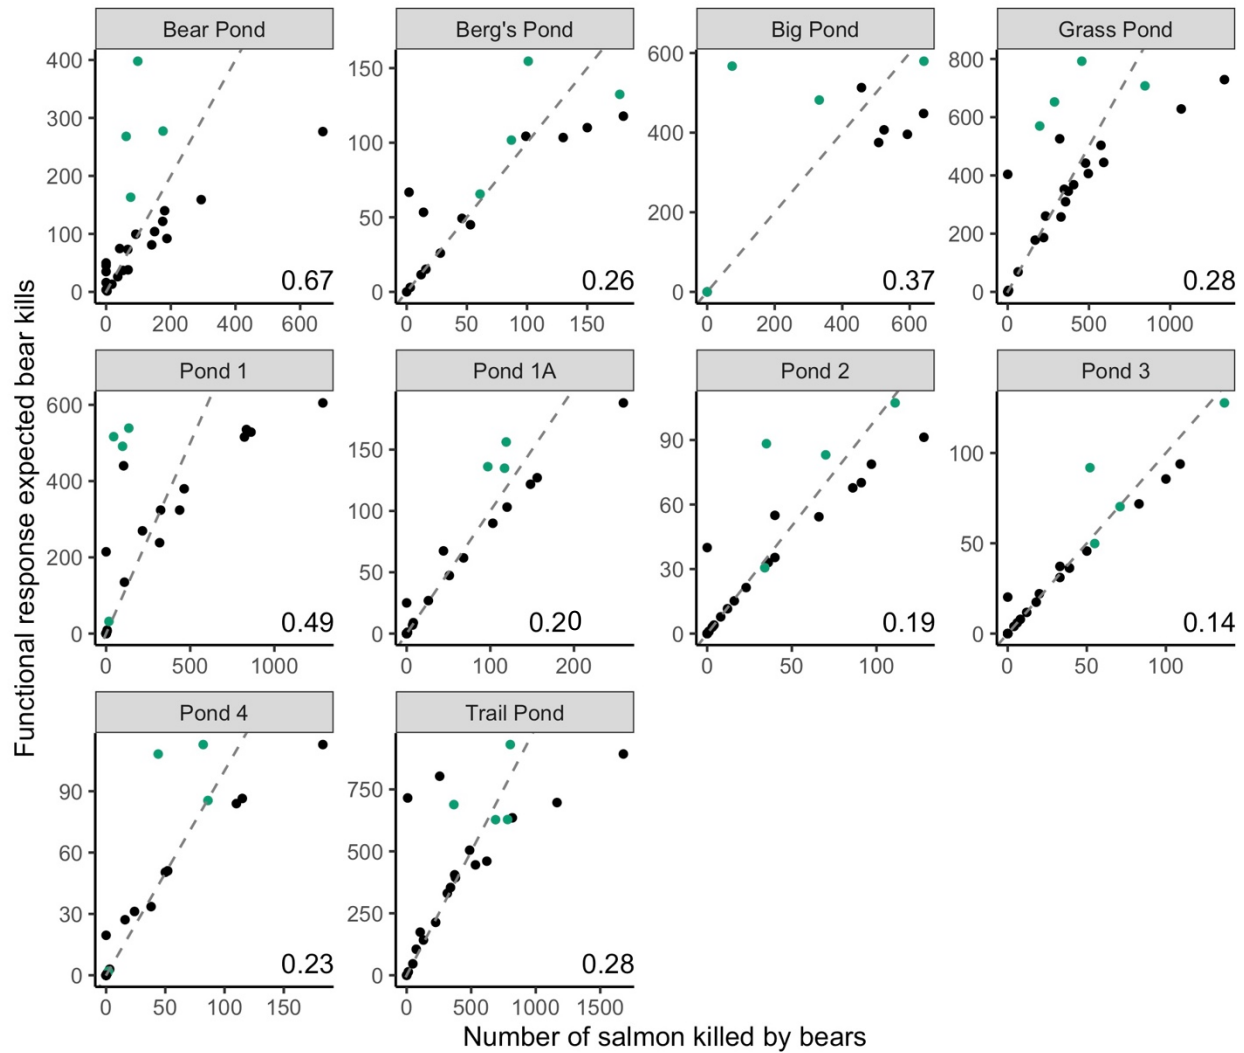 Bear Pond Berg's Pond Big Pond Grass Pond
400 300 200 100 0 0.67
0 200 400 600
150 100 50 0 0.26
0 50 100 150
600 400 200 0 0.37
0 200 400 600
800 600 400 200 0 0.28
0 500 1000
Pond 1 Pond 1A Pond 2 Pond 3
600 400 200 0 0.49
0 500 1000
150 100 50 0 0.20
0 100 200
90 60 30 0 0.19
0 50 100
100 50 0 0.14
0 50 100
Pond 4 Trail Pond
90 60 30 0 0.23
0 50 100 150
750 500 250 0 0.28
0 500 1000 1500
Functional response expected bear kills
Number of salmon killed by bears